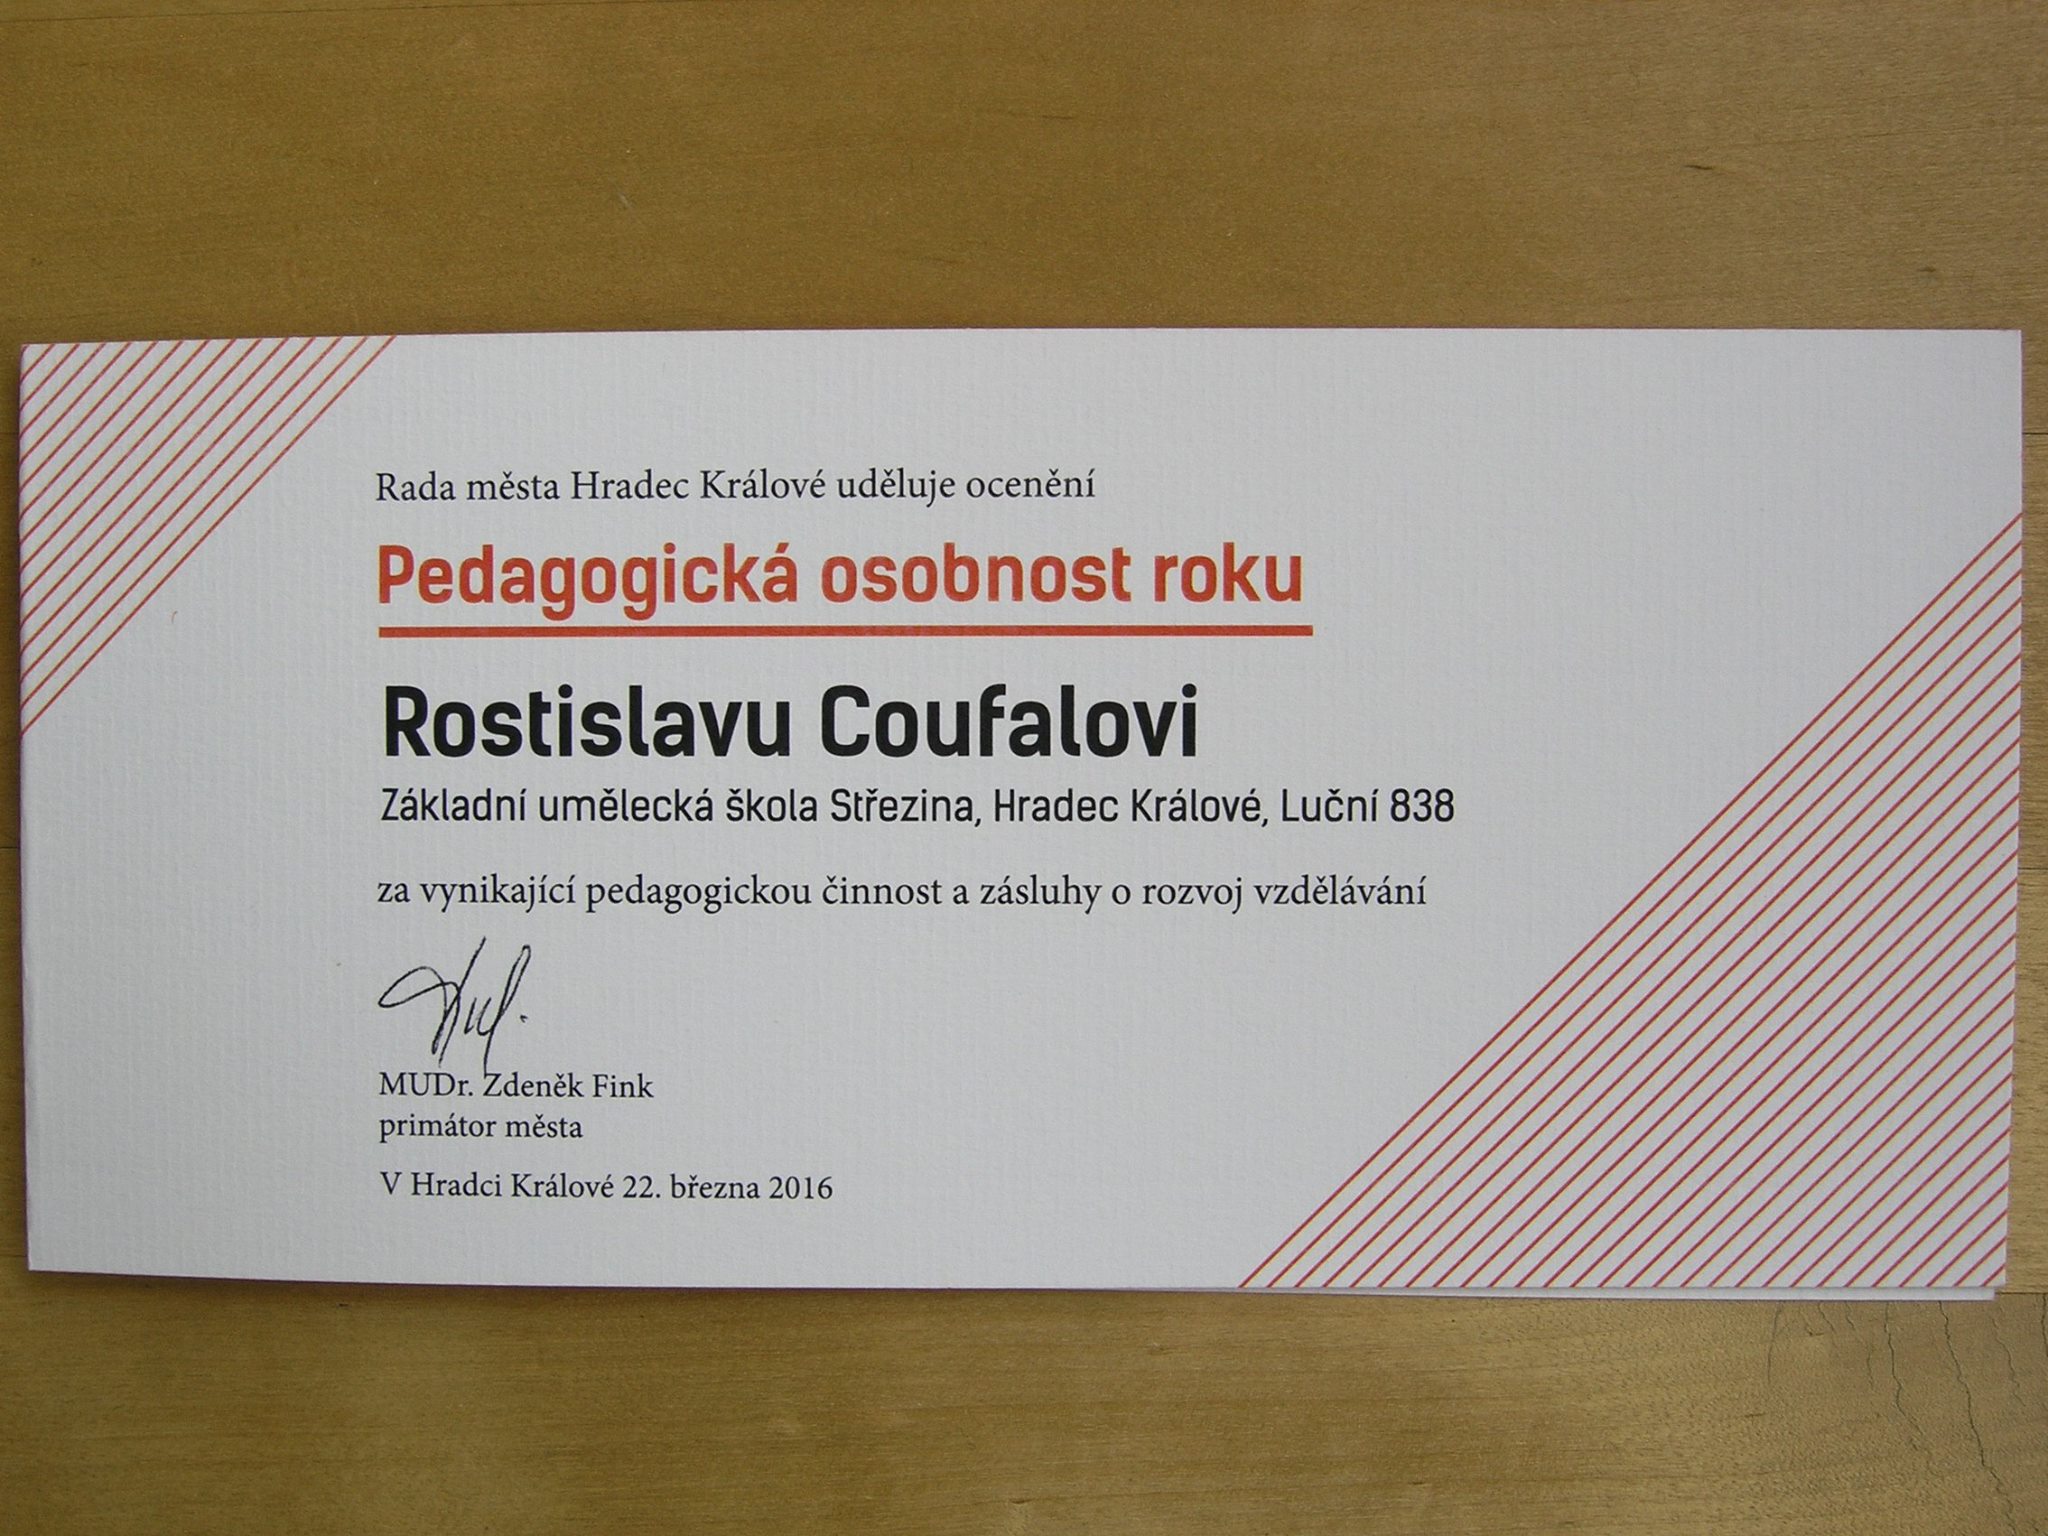 Rada města Hradec Králové uděluje ocenění
Pedagogická osobnost roku
Rostislavu Coufalovi
Základní umělecká škola Střezina, Hradec Králové, Luční 838
za vynikající pedagogickou činnost a zásluhy o rozvoj vzdělávání
MUDr. Zdeněk Fink
primátor města
V Hradci Králové 22. března 2016